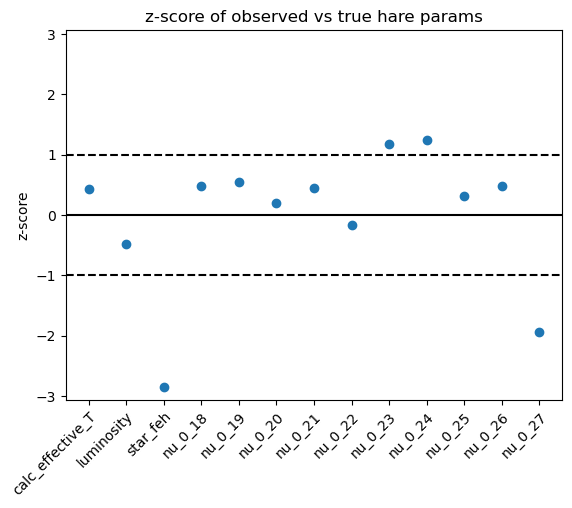 z-score of observed vs true hare params
z-score
3
2
1
0
−1
−2
−3
calc_effective_T
luminosity
star_feh
nu_0_18
nu_0_19
nu_0_20
nu_0_21
nu_0_22
nu_0_23
nu_0_24
nu_0_25
nu_0_26
nu_0_27